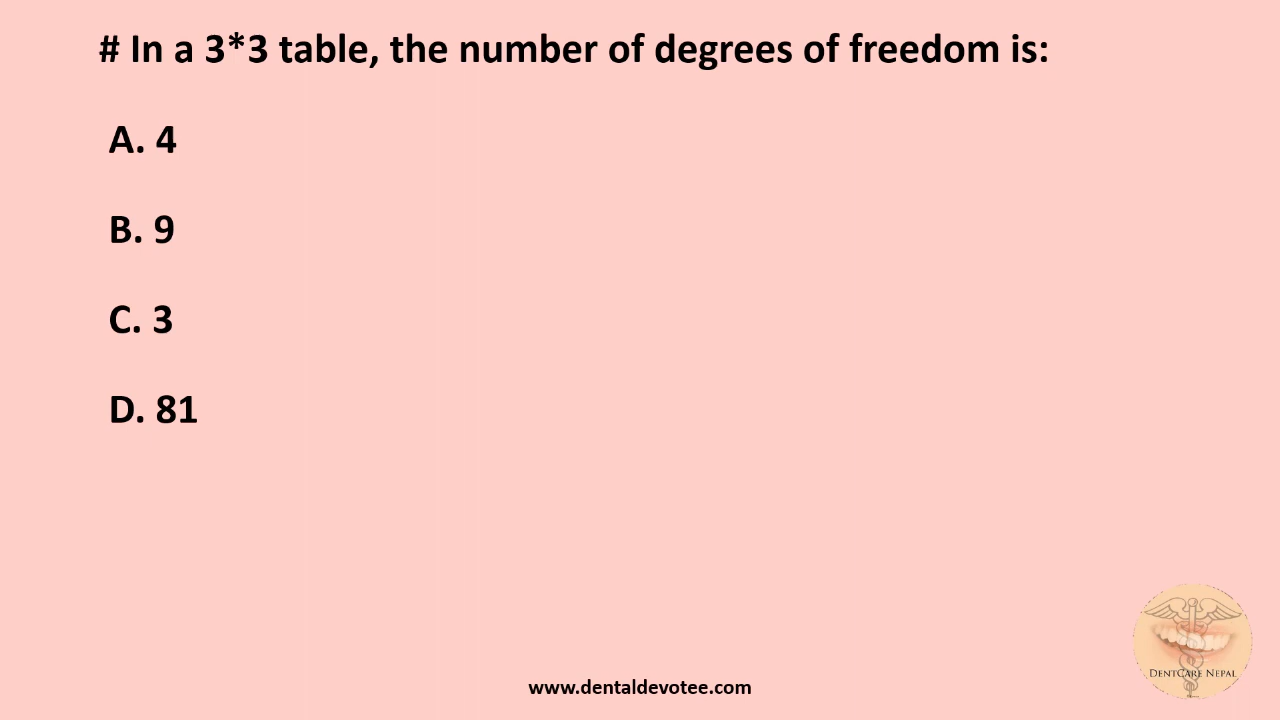 # In a 3*3 table, the number of degrees of freedom is:
A. 4
B. 9
C. 3
D. 81
www.dentaldevotee.com
DENTCARE NEPAL